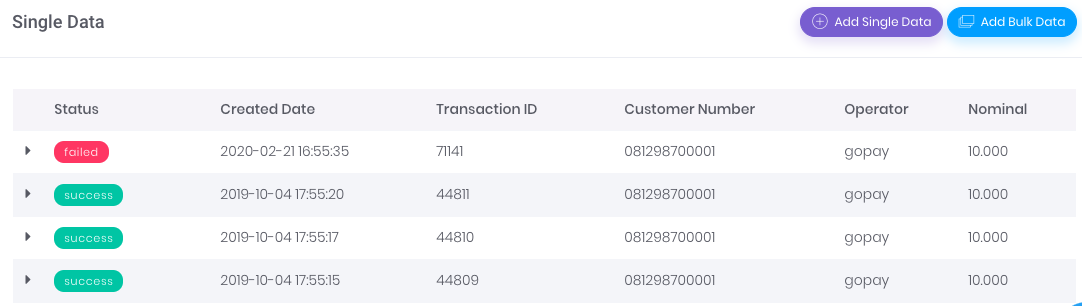 Single Data
Add Single Data
Add Bulk Data
Status Created Date Transaction ID Customer Number Operator Nominal
failed 2020-02-21 16:55:35 71141 081298700001 gopay 10.000
success 2019-10-04 17:55:20 44811 081298700001 gopay 10.000
success 2019-10-04 17:55:17 44810 081298700001 gopay 10.000
success 2019-10-04 17:55:15 44809 081298700001 gopay 10.000